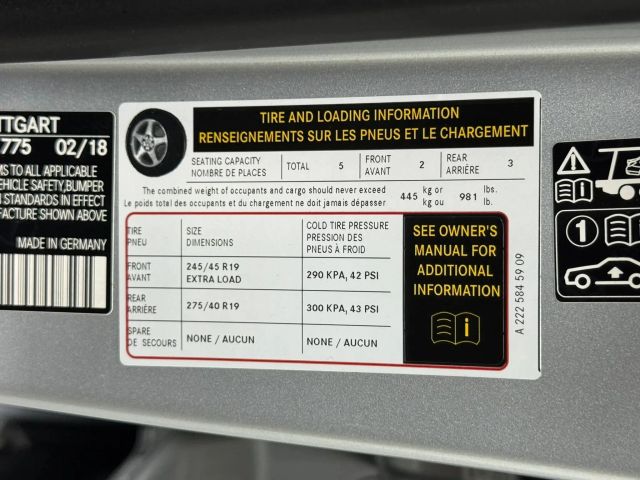 TTGART
775 02/18
MS TO ALL APPLICABLE
VEHICLE SAFETY, BUMPER
N STANDARDS IN EFFECT
FACTURE SHOWN ABOVE
MADE IN GERMANY
TIRE AND LOADING INFORMATION
RENSEIGNEMENTS SUR LES PNEUS ET LE CHARGEMENT
SEATING CAPACITY
NOMBRE DE PLACES
TOTAL 5
FRONT
AVANT
2
REAR
ARRIÈRE
3
The combined weight of occupants and cargo should never exceed
Le poids total des occupants et du chargement ne doit jamais dépasser
445 kg or
kg ou
981 lbs.
lb.
TIRE
PNEU
SIZE
DIMENSIONS
COLD TIRE PRESSURE
PRESSION DES
PNEUS À FROID
FRONT
AVANT
245/45 R19
EXTRA LOAD
290 KPA, 42 PSI
REAR
ARRIÈRE
275/40 R19
300 KPA, 43 PSI
SPARE
DE SECOURS
NONE / AUCUN
NONE / AUCUN
SEE OWNER'S
MANUAL FOR
ADDITIONAL
INFORMATION
i
A 222 584 59 09
1